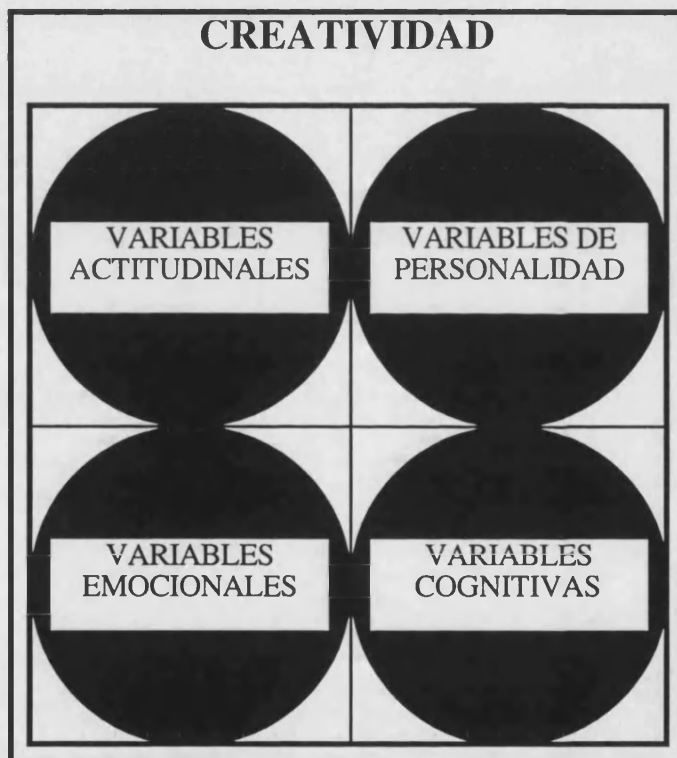 CREATIVIDAD
VARIABLES
ACTITUDINALES
VARIABLES DE
PERSONALIDAD
VARIABLES
EMOCIONALES
VARIABLES
COGNITIVAS